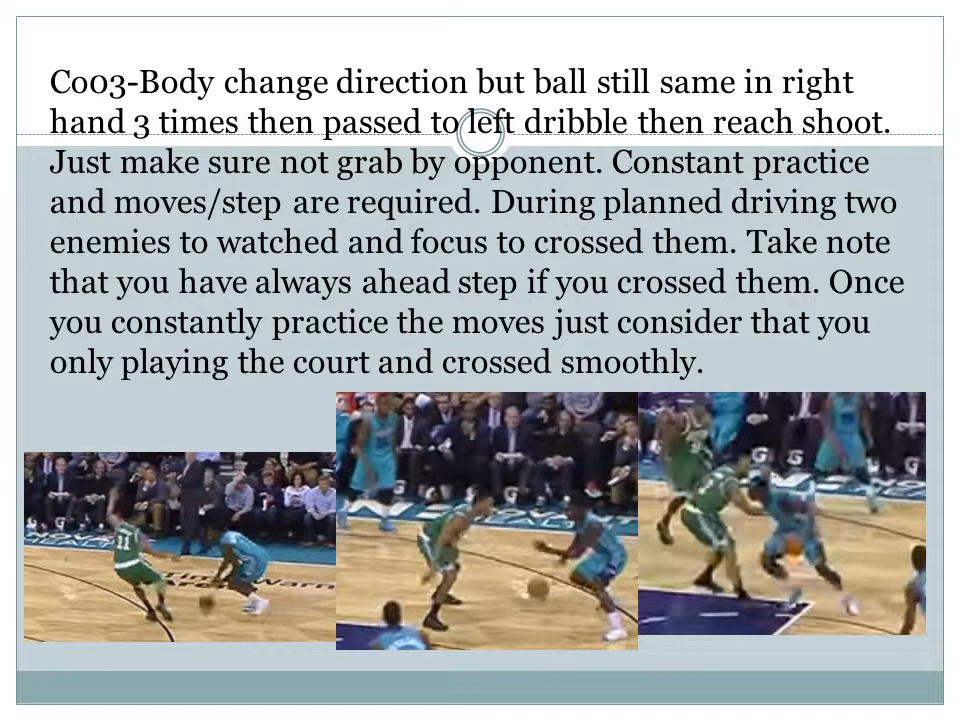 Co03-Body change direction but ball still same in right
hand 3 times then passed to left dribble then reach shoot.
Just make sure not grab by opponent. Constant practice
and moves/step are required. During planned driving two
enemies to watched and focus to crossed them. Take note
that you have always ahead step if you crossed them. Once
you constantly practice the moves just consider that you
only playing the court and crossed smoothly.
11